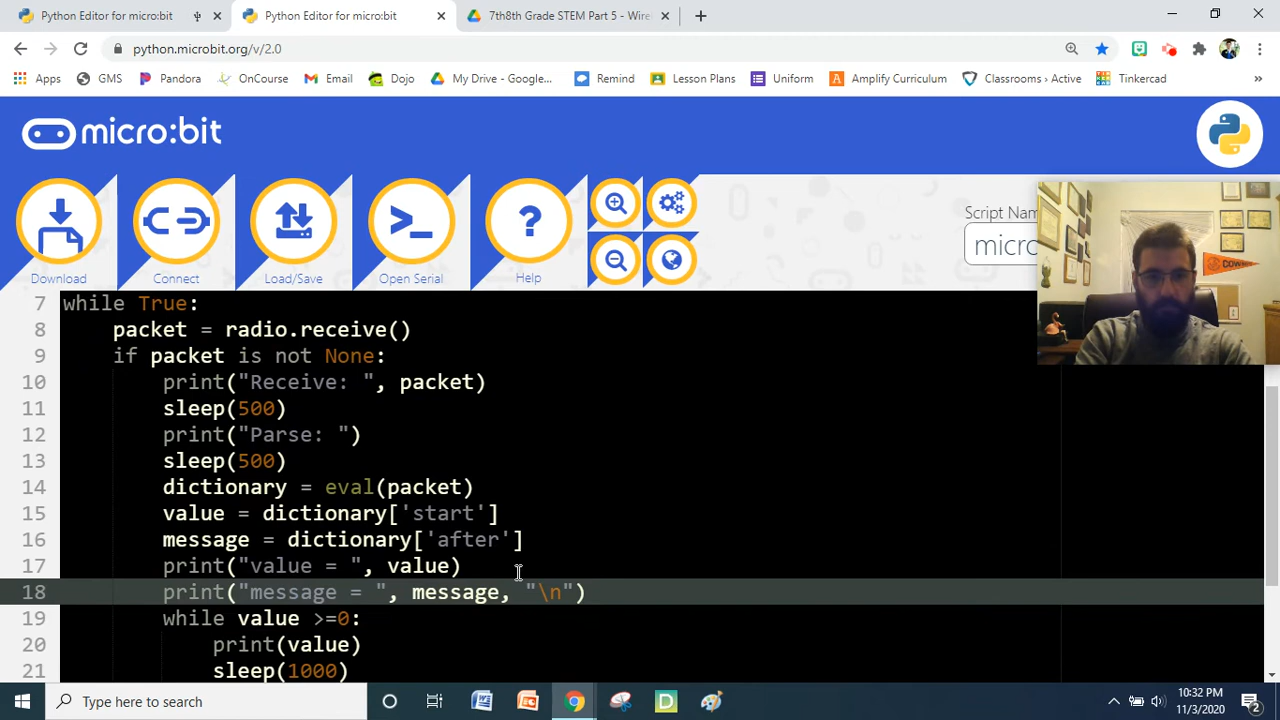 Python Editor for micro:bit
Python Editor for micro:bit
7th8th Grade STEM Part 5 - Wire
python.microbit.org/v/2.0
Apps
GMS
Pandora
OnCourse
Email
Dojo
My Drive - Google...
Remind
Lesson Plns
Uniform
Amplify Curriculum
Classrooms › Active
Tinkercad
»
micro:bit
Download
Connect
Load/Save
Open Serial
Help
Script Nam
micro
7 while True:
8 packet = radio.receive()
9 if packet is not None:
10 print("Receive: ", packet)
11 sleep(500)
12 print("Parse: ")
13 sleep(500)
14 dictionary = eval(packet)
15 value = dictionary['start']
16 message = dictionary['after']
17 print("value = ", value)
18 print("message = ", message, "\n")
19 while value >=0:
20 print(value)
21 sleep(1000)
COWB
Type here to search
10:32 PM
11/3/2020
2